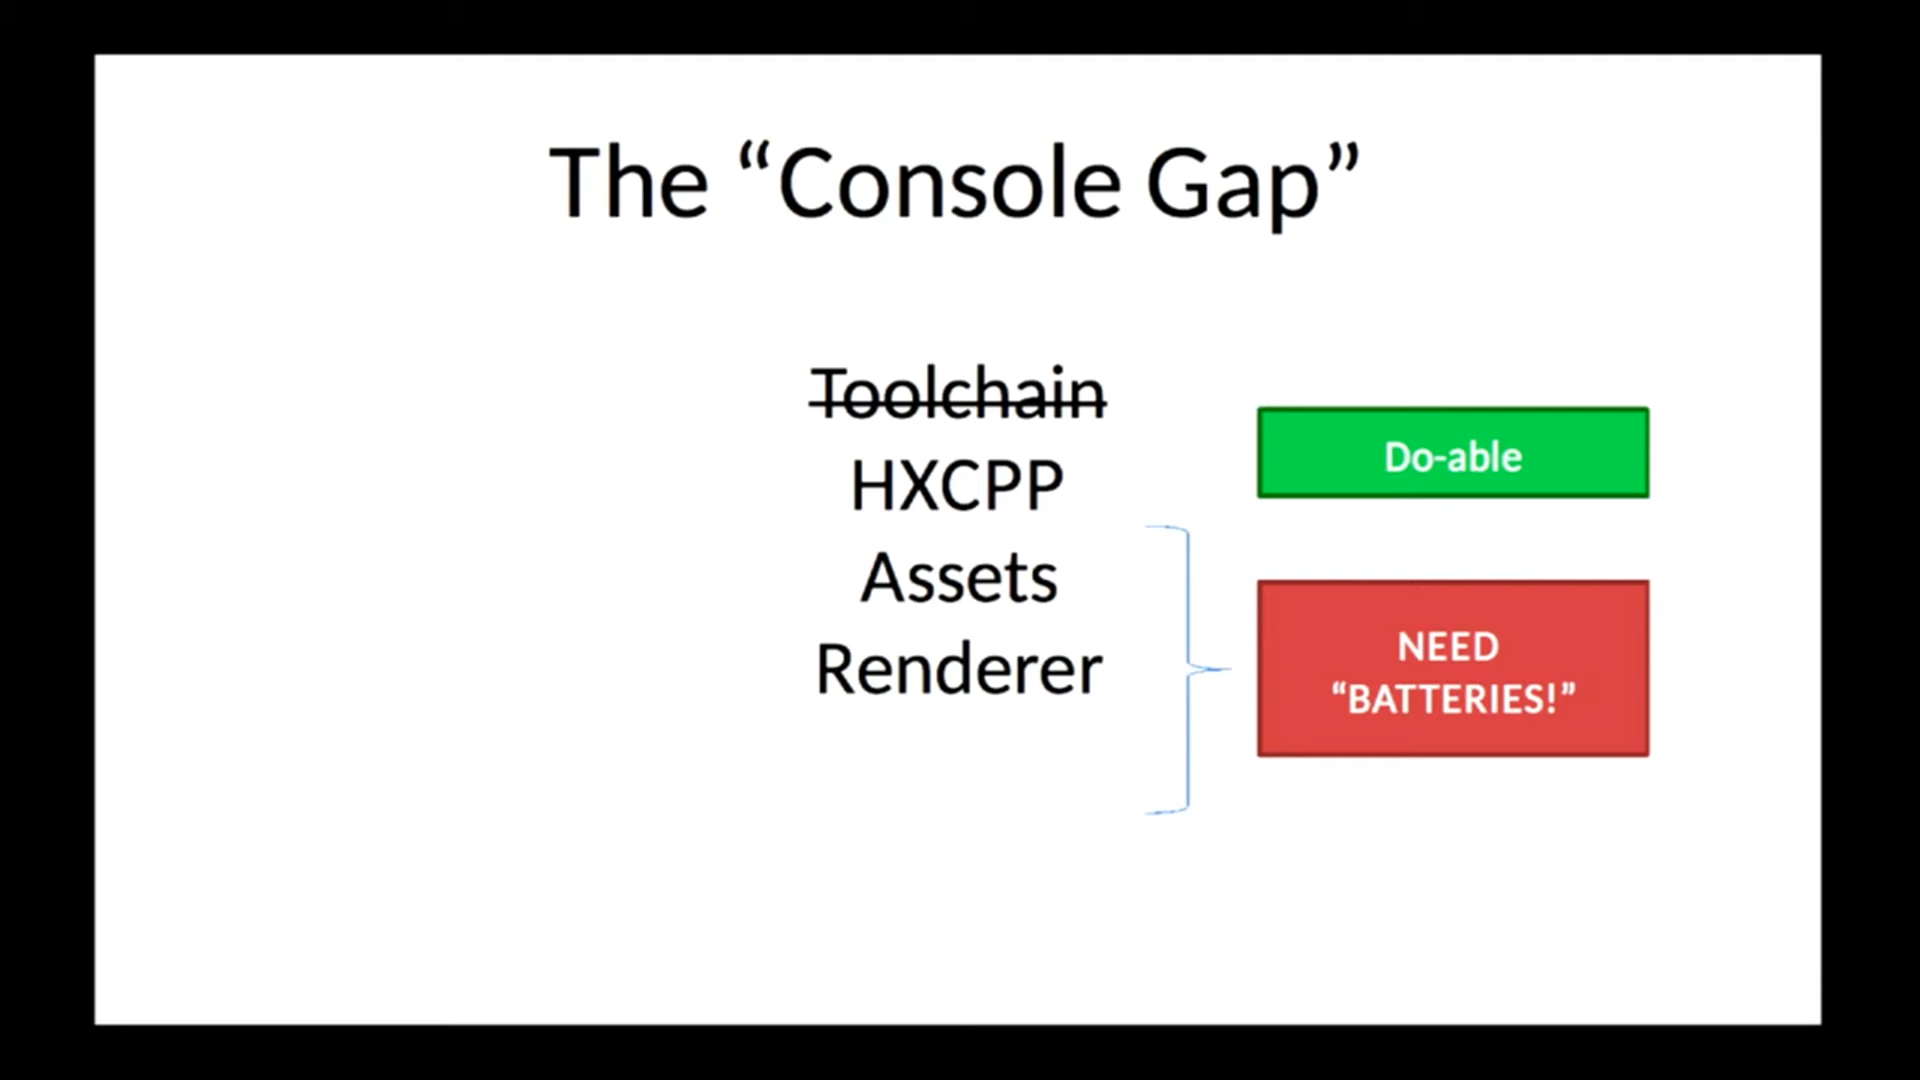 The “Console Gap”
Toolchain
HXCPP
Assets
Renderer
Do-able
NEED
“BATTERIES!”